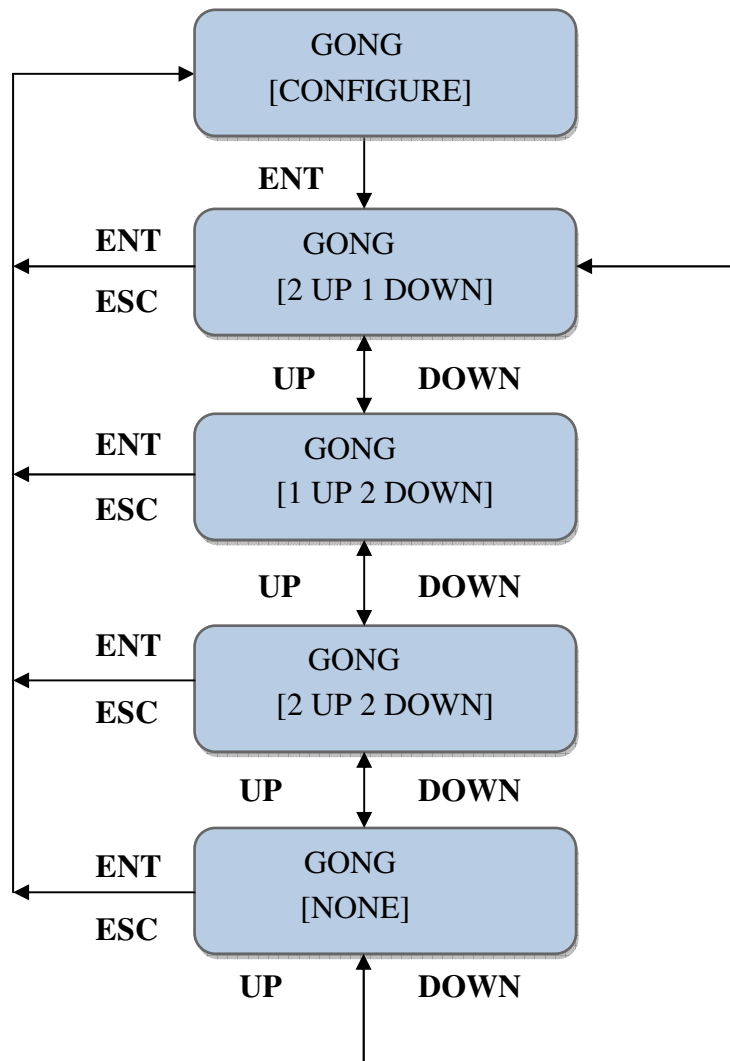 GONG
[CONFIGURE]
ENT
ENT
GONG
ESC
[2 UP 1 DOWN]
UP DOWN
ENT
GONG
ESC
[1 UP 2 DOWN]
UP DOWN
ENT
GONG
ESC
[2 UP 2 DOWN]
UP DOWN
ENT
GONG
ESC
[NONE]
UP DOWN